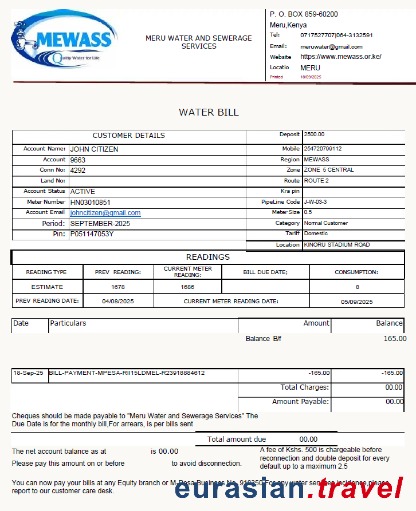 MEWASS
Quality Water for Life
MERU WATER AND SEWERAGE SERVICES
P. O. BOX 859-60200
Meru,Kenya
Tell: 0717527707)064-3132591
Email: meruwater@gmail.com
Website https://www.mewass.or.ke/
Locatio MERU
Printed
WATER BILL
CUSTOMER DETAILS
Deposit 2500.00
Account Namer JOHN CITIZEN
Mobile 254720700112
Account 9663
Region MEWASS
Conn Nor 4292
Zone ZONE 6 CENTRAL
Land Nor
Route ROUTE 2
Account Status ACTIVE
Kra pin
Meter Number HN03010851
PipeLine Code J-W-03-3
Account Email johncitizen@gmail.com
Meter Size 0.5
Period: SEPTEMBER 2025
Category Normal Customer
Pin: P051147053Y
Tariff Domestic
Location KINORU STADIUM ROAD
READINGS
READING TYPE PREV READING: CURRENT METER READING: BILL DUE DATE; CONSUMPTION:
ESTIMATE 1678 1686 8
PREV READING DATE: 04/08/2025 CURRENT METER READING DATE: 05/09/2025
Date Particulars Amount Balance
Balance B/f 165.00
18-Sep-25 BILL-PAYMENT-MPESA-RII15LDMEL-R23918884612 -165.00 -165.00
Total Charges: 00.00
Amount Payable: 00.00
Cheques should be made payable to "Meru Water and Sewerage Services" The
Due Date is for the monthly bill,For arrears, is per bills sent
Total amount due 00.00
The net account balance as at is 00.00
Please pay this amount on or before to avoid disconnection.
A fee of Kshs. 500 is chargeable before
reconnection and double deposit for every
default up to a maximum 2.5
You can now pay your bills at any Equity branch or M-Pesa Business No. For any water services incidence please
report to our customer care desk.
eurasian.travel